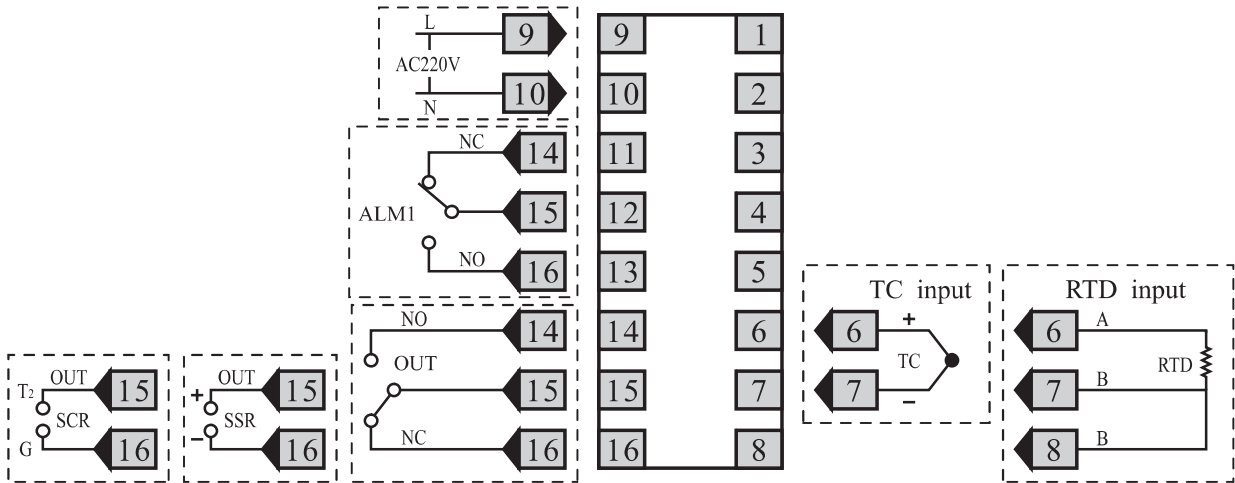 L
9
AC220V
N
10
NC
14
ALM1
15
NO
16
NO
14
OUT
15
NC
16
OUT
15
T2
SCR
G
16
OUT
15
+
SSR
−
16
9 1
10 2
11 3
12 4
13 5
14 6
15 7
16 8
TC input
6 +
TC
7 −
RTD input
6 A
RTD
7 B
8 B